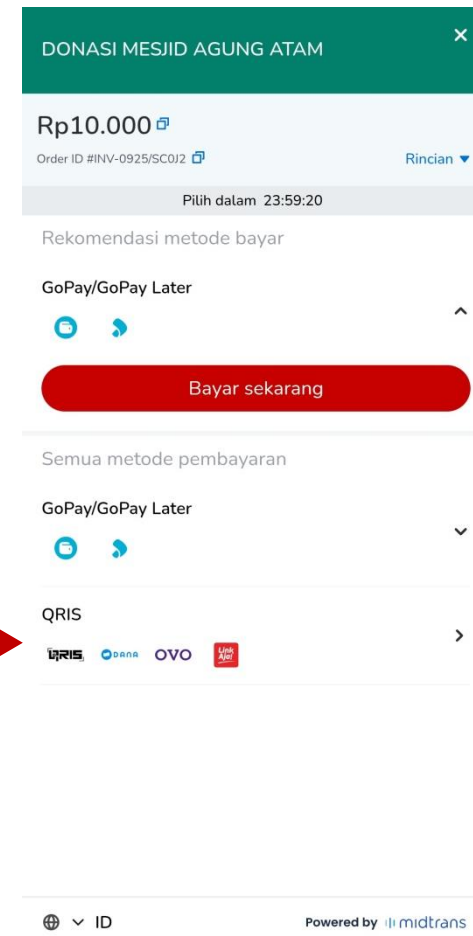 DONASI MESJID AGUNG ATAM
Rp10.000
Order ID #INV-0925/SC0J2
Rincian
Pilih dalam 23:59:20
Rekomendasi metode bayar
GoPay/GoPay Later
Bayar sekarang
Semua metode pembayaran
GoPay/GoPay Later
QRIS
QRIS DANA OVO Link Aja!
ID
Powered by midtrans